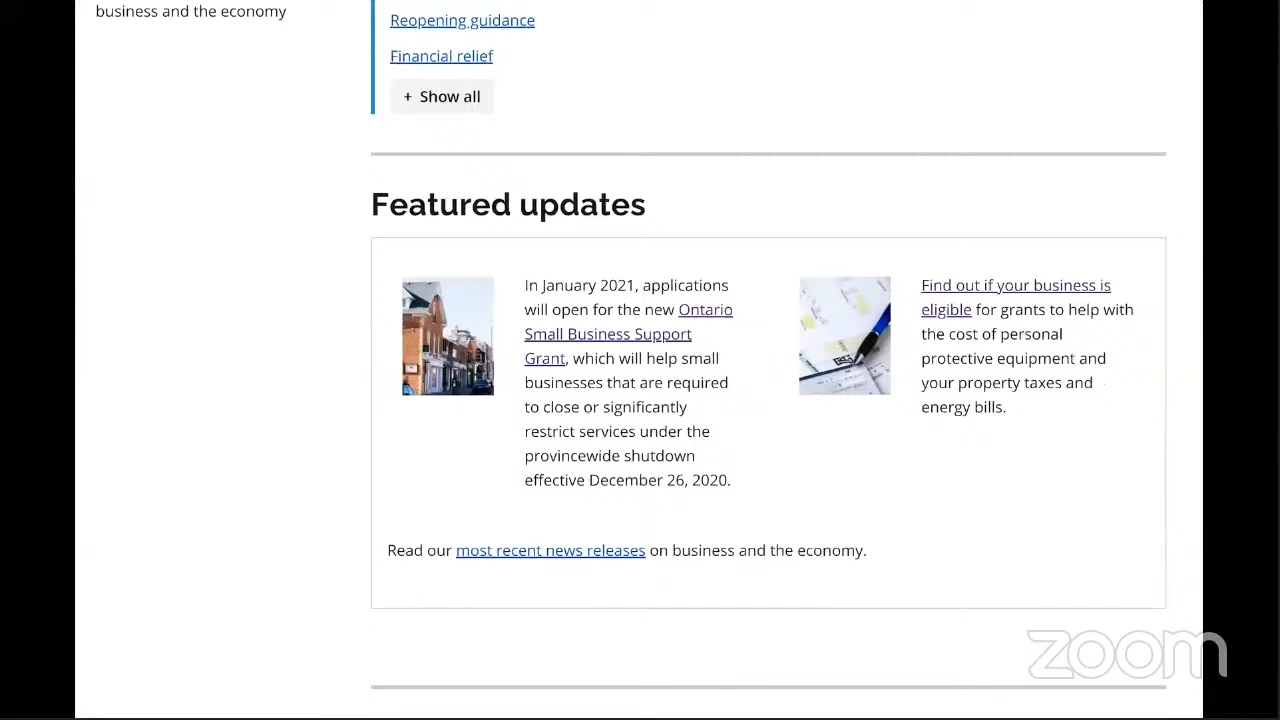 business and the economy
Reopening guidance
Financial relief
+ Show all
Featured updates
In January 2021, applications
will open for the new Ontario
Small Business Support
Grant, which will help small
businesses that are required
to close or significantly
restrict services under the
provincewide shutdown
effective December 26, 2020.
Find out if your business is
eligible for grants to help with
the cost of personal
protective equipment and
your property taxes and
energy bills.
Read our most recent news releases on business and the economy.
zoom